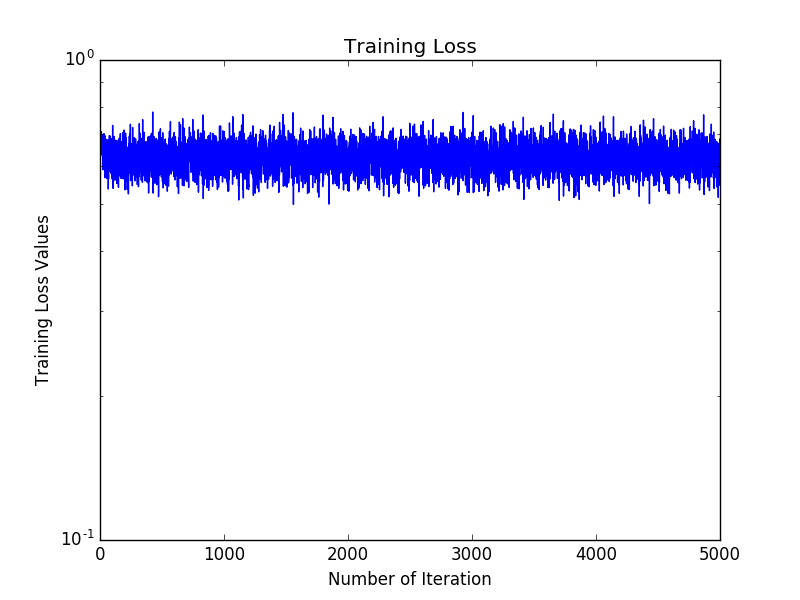 Training Loss
10^0
Training Loss Values
10^-1
0 1000 2000 3000 4000 5000
Number of Iteration